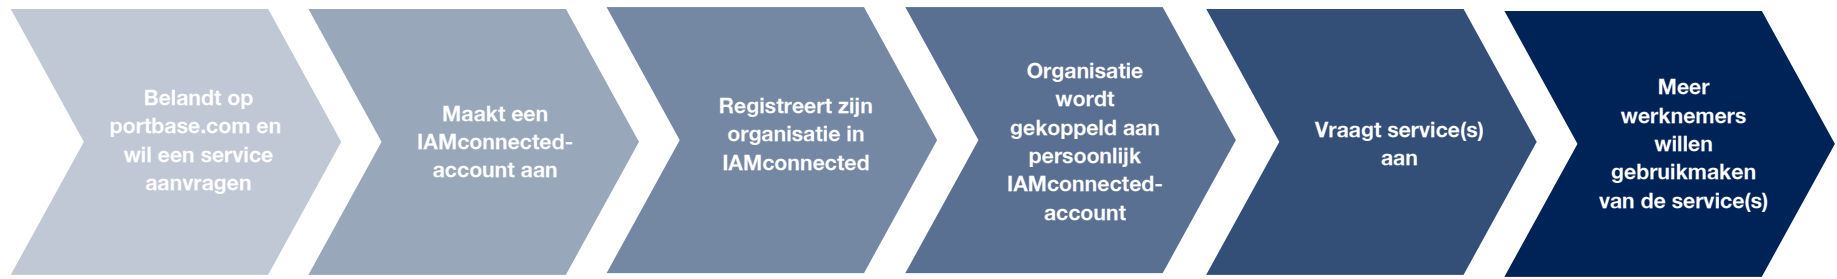 Belandt op
portbase.com en
wil een service
aanvragen
Maakt een
IAMconnected-
account aan
Registreert zijn
organisatie in
IAMconnected
Organisatie
wordt
gekoppeld aan
persoonlijk
IAMconnected-
account
Vraagt service(s)
aan
Meer
werknemers
willen
gebruikmaken
van de service(s)